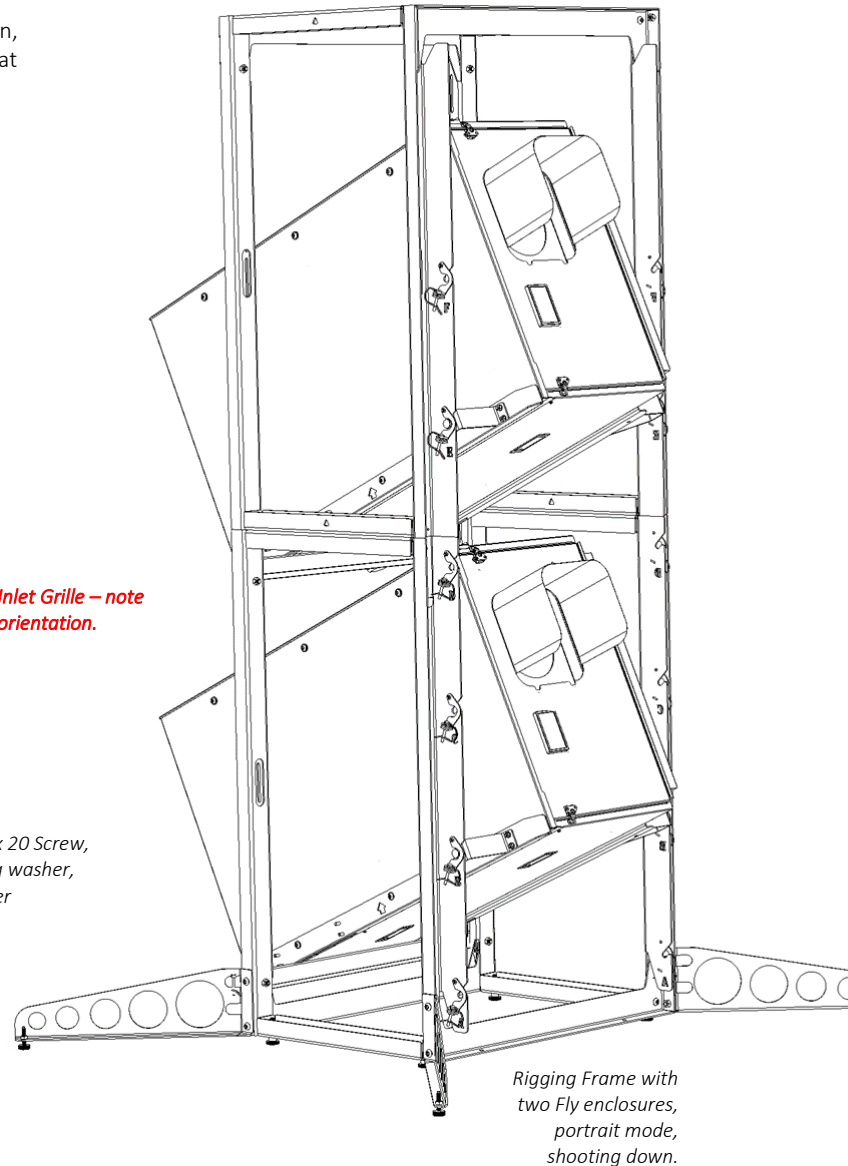 n,
at
Inlet Grille – note
orientation.
x 20 Screw,
g washer,
er
F
E
Rigging Frame with
two Fly enclosures,
portrait mode,
shooting down.